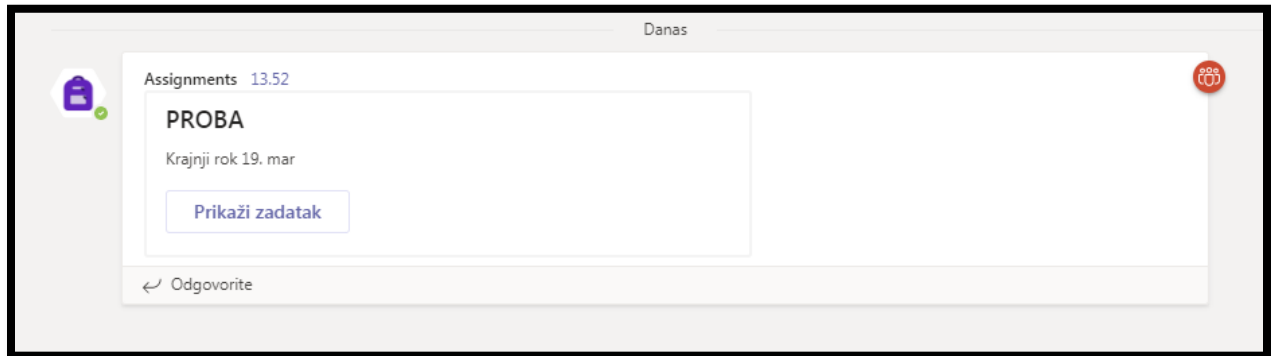 Danas
Assignments 13.52
PROBA
Krajnji rok 19. mar
Prikaži zadatak
Odgovorite